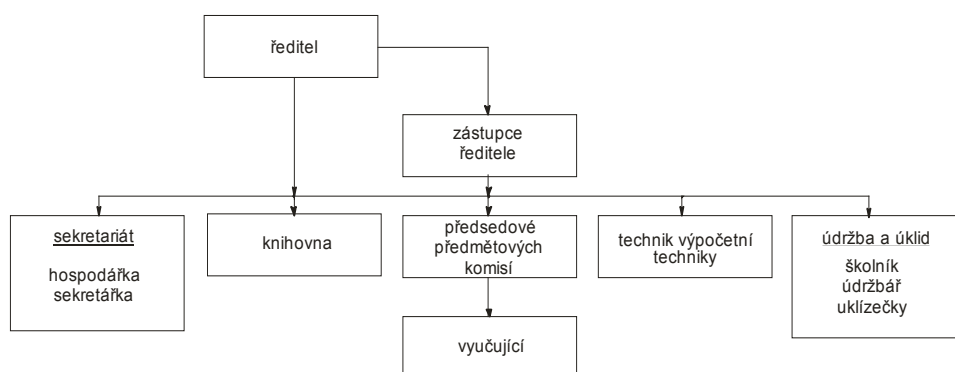 ředitel
zástupce
ředitele
sekretariát
hospodářka
sekretářka
knihovna
předsedové
předmětových
komisí
technik výpočetní
techniky
údržba a úklid
školník
údržbář
uklízečky
vyučující